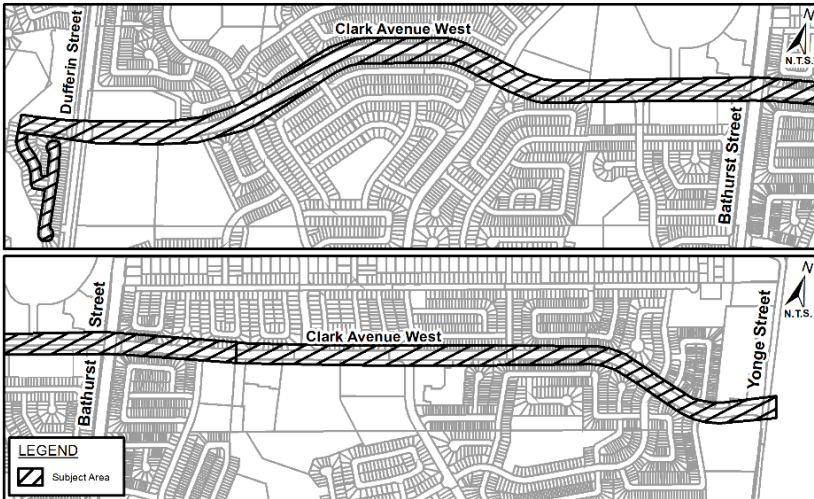 Clark Avenue West
Dufferin Street
Bathurst Street
N
N.T.S.
Clark Avenue West
Bathurst Street
Yonge Street
N
N.T.S.
LEGEND
Subject Area